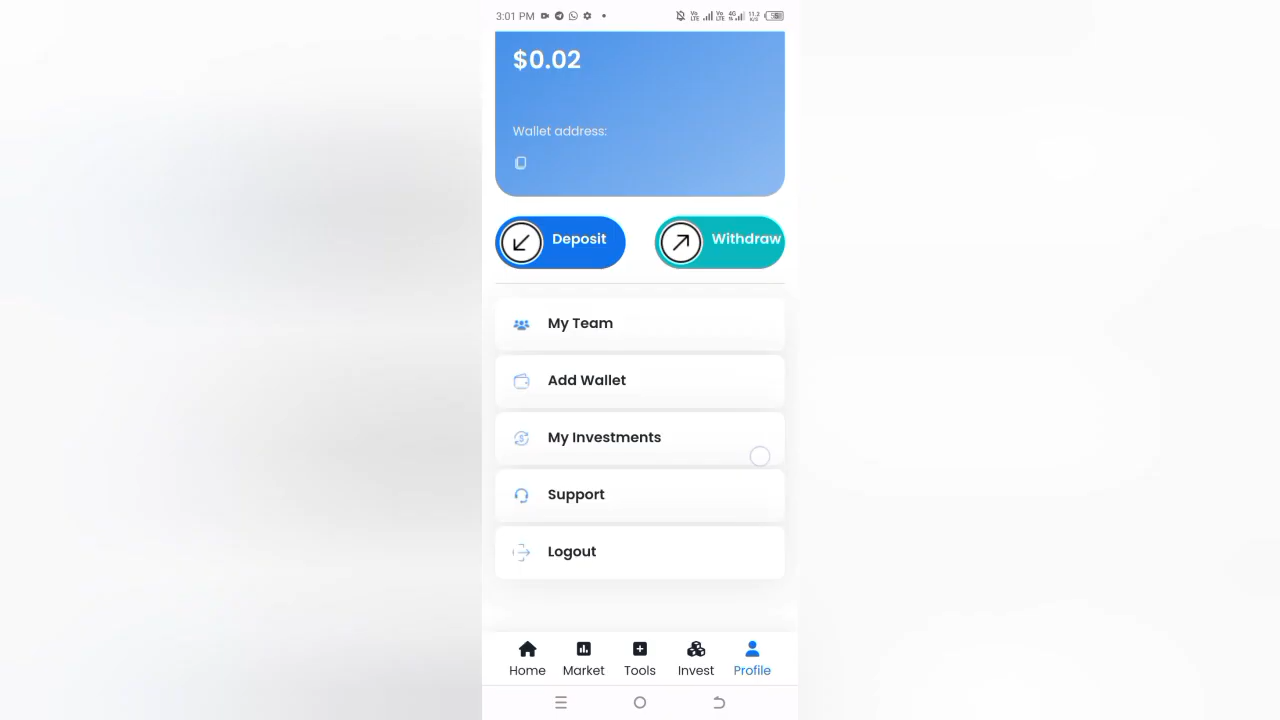 3:01 PM
$0.02
Wallet address:
Deposit
Withdraw
My Team
Add Wallet
My Investments
Support
Logout
Home Market Tools Invest Profile